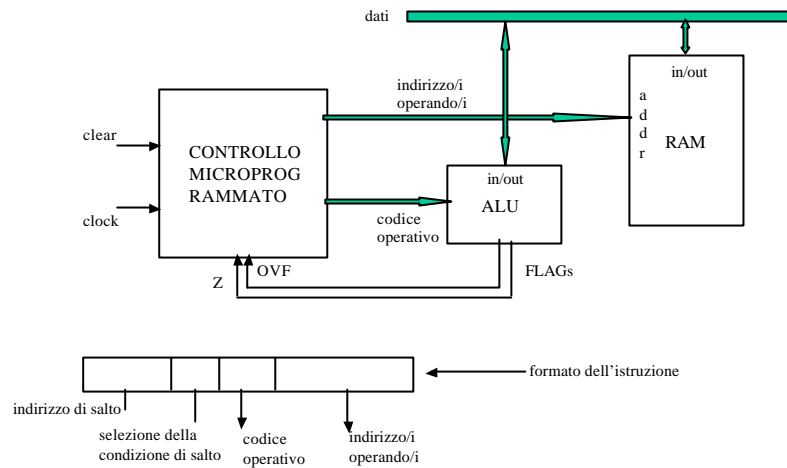 dati
in/out
a
d
d
r
RAM
indirizzo/i
operando/i
clear
clock
CONTROLLO
MICROPROG
RAMMATO
in/out
ALU
codice
operativo
Z
OVF
FLAGs
formato dell'istruzione
indirizzo di salto
selezione della
condizione di salto
codice
operativo
indirizzo/i
operando/i